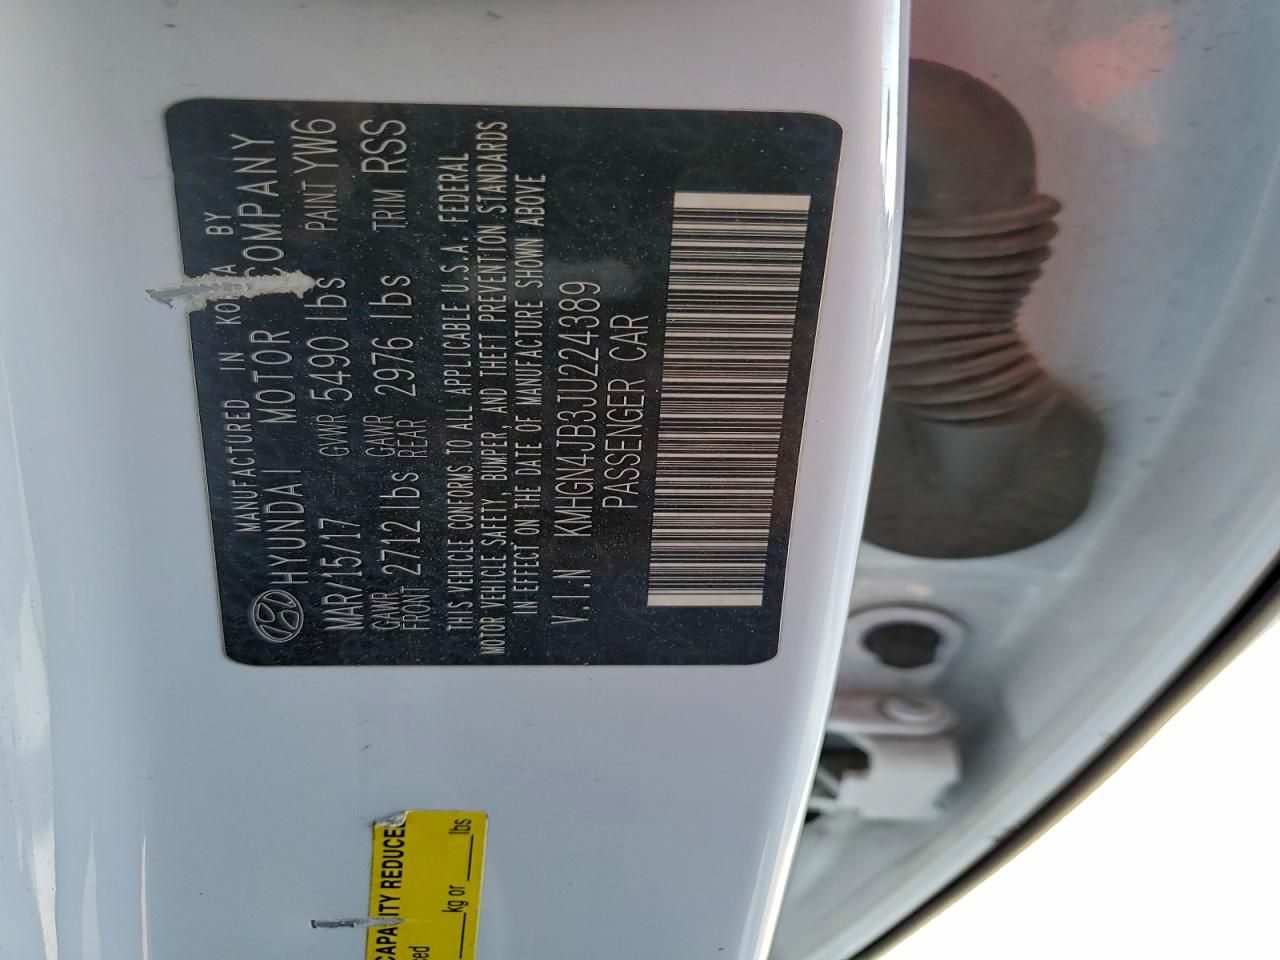 MANUFACTURED IN KOREA BY
HYUNDAI MOTOR COMPANY
MAR/15/17 GVWR 5490 lbs PAINT YW6
GAWR FRONT 2712 lbs GAWR REAR 2976 lbs TRIM RSS
THIS VEHICLE CONFORMS TO ALL APPLICABLE U.S.A. FEDERAL
MOTOR VEHICLE SAFETY, BUMPER, AND THEFT PREVENTION STANDARDS
IN EFFECT ON THE DATE OF MANUFACTURE SHOWN ABOVE
V.I.N KMHGN4JB3JU224389
PASSENGER CAR
CAPACITY REDUCED
kg or lbs